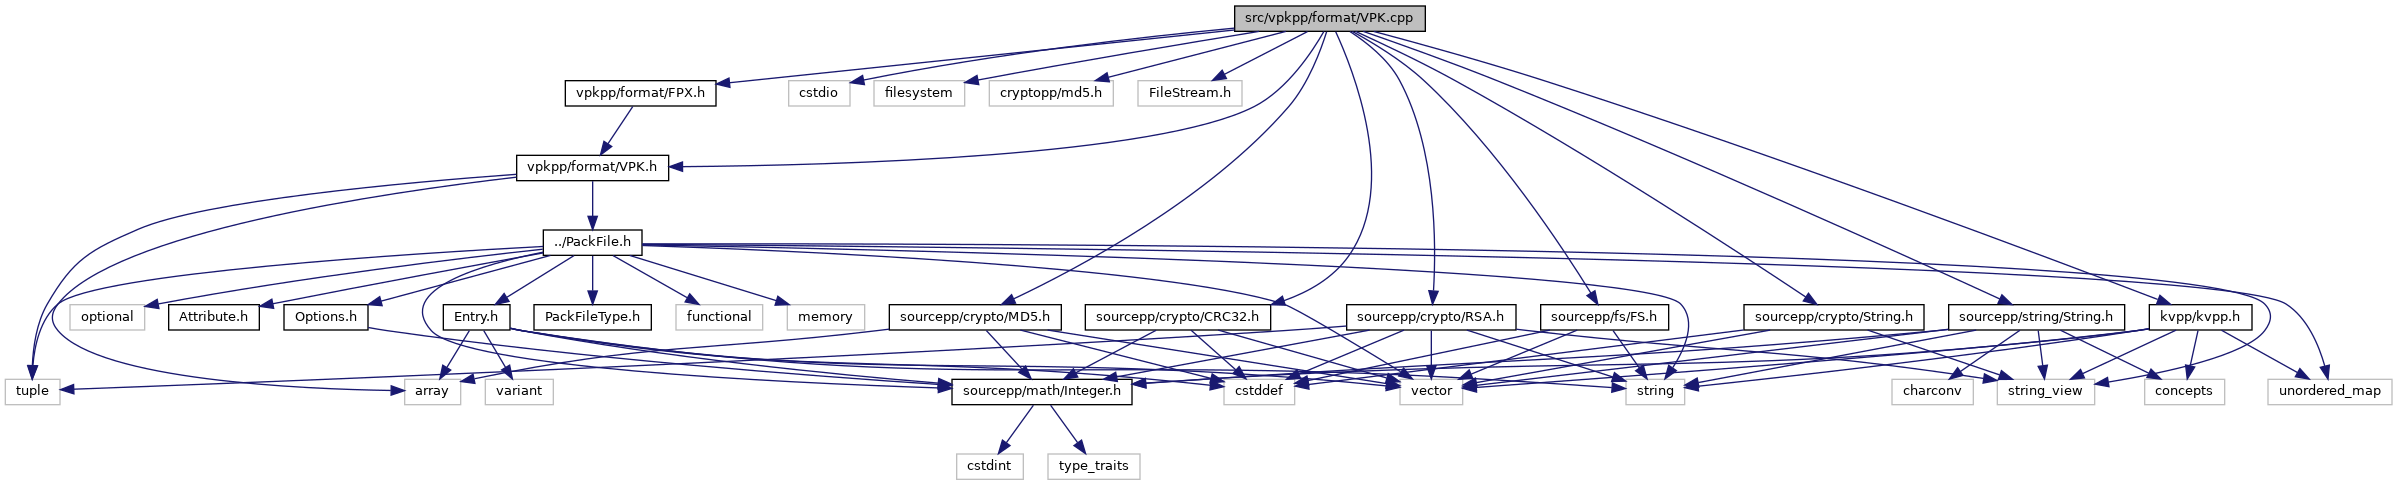 src/vpkpp/format/VPK.cpp
vpkpp/format/FPX.h
cstdio
filesystem
cryptopp/md5.h
FileStream.h
vpkpp/format/VPK.h
../PackFile.h
optional
Attribute.h
Options.h
Entry.h
PackFileType.h
functional
memory
sourcepp/crypto/MD5.h
sourcepp/crypto/CRC32.h
sourcepp/crypto/RSA.h
sourcepp/fs/FS.h
sourcepp/crypto/String.h
sourcepp/string/String.h
kvpp/kvpp.h
tuple
array
variant
sourcepp/math/Integer.h
cstddef
vector
string
charconv
string_view
concepts
unordered_map
cstdint
type_traits